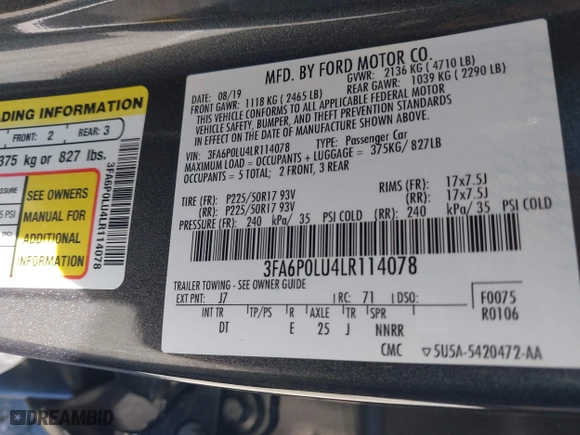 ADING INFORMATION
FRONT: 2 REAR: 3
375 kg or 827 lbs.
SEE OWNERS
MANUAL FOR
ADDITIONAL
INFORMATION
3FA6P0LU4LR114078
MFD. BY FORD MOTOR CO.
DATE: 08/19 GVWR: 2136 KG ( 4710 LB)
FRONT GAWR: 1118 KG ( 2465 LB) REAR GAWR: 1039 KG ( 2290 LB)
THIS VEHICLE CONFORMS TO ALL APPLICABLE FEDERAL MOTOR
VEHICLE SAFETY, BUMPER, AND THEFT PREVENTION STANDARDS
IN EFFECT ON THE DATE OF MANUFACTURE SHOWN ABOVE.
VIN: 3FA6P0LU4LR114078 TYPE: Passenger Car
MAXIMUM LOAD = OCCUPANTS + LUGGAGE = 375KG/ 827LB
OCCUPANTS = 5 TOTAL; 2 FRONT, 3 REAR
TIRE (FR): P225/50R17 93V RIMS (FR): 17x7.5J
(RR): P225/50R17 93V (RR): 17x7.5J
PRESSURE (FR): 240 kPa/ 35 PSI COLD (RR): 240 kPa/ 35 PSI COLD
3FA6P0LU4LR114078
TRAILER TOWING - SEE OWNER GUIDE
EXT PNT: J7 RC: 71 DSO: F0075
INT TR TP/PS R AXLE TR SPR R0106
DT E 25 J NNRR
CMC ▽5U5A-5420472-AA
DREAMBID